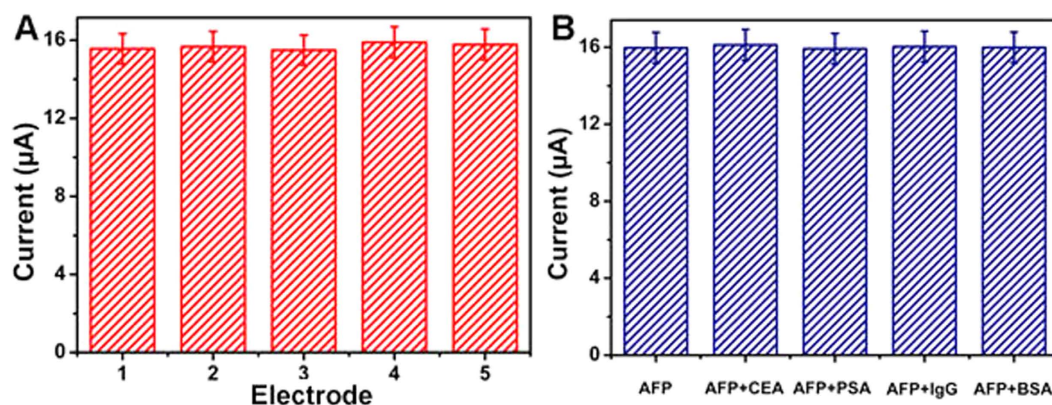 A
Current (μA)
16
12
8
4
0
1 2 3 4 5
Electrode
B
Current (μA)
16
12
8
4
0
AFP AFP+CEA AFP+PSA AFP+IgG AFP+BSA